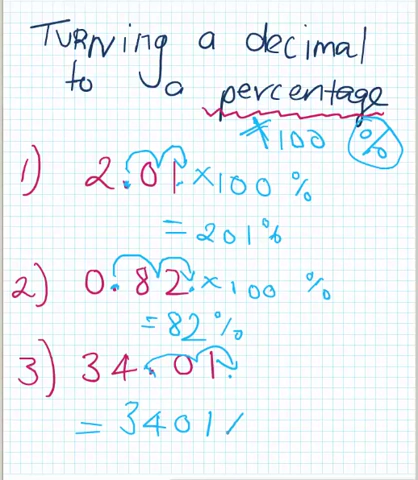 Turning a decimal
to a percentage
*100 %
1) 2.01. ×100 %
= 201%
2) 0.82. ×100 %
= 82%
3) 34.01.
= 3401/